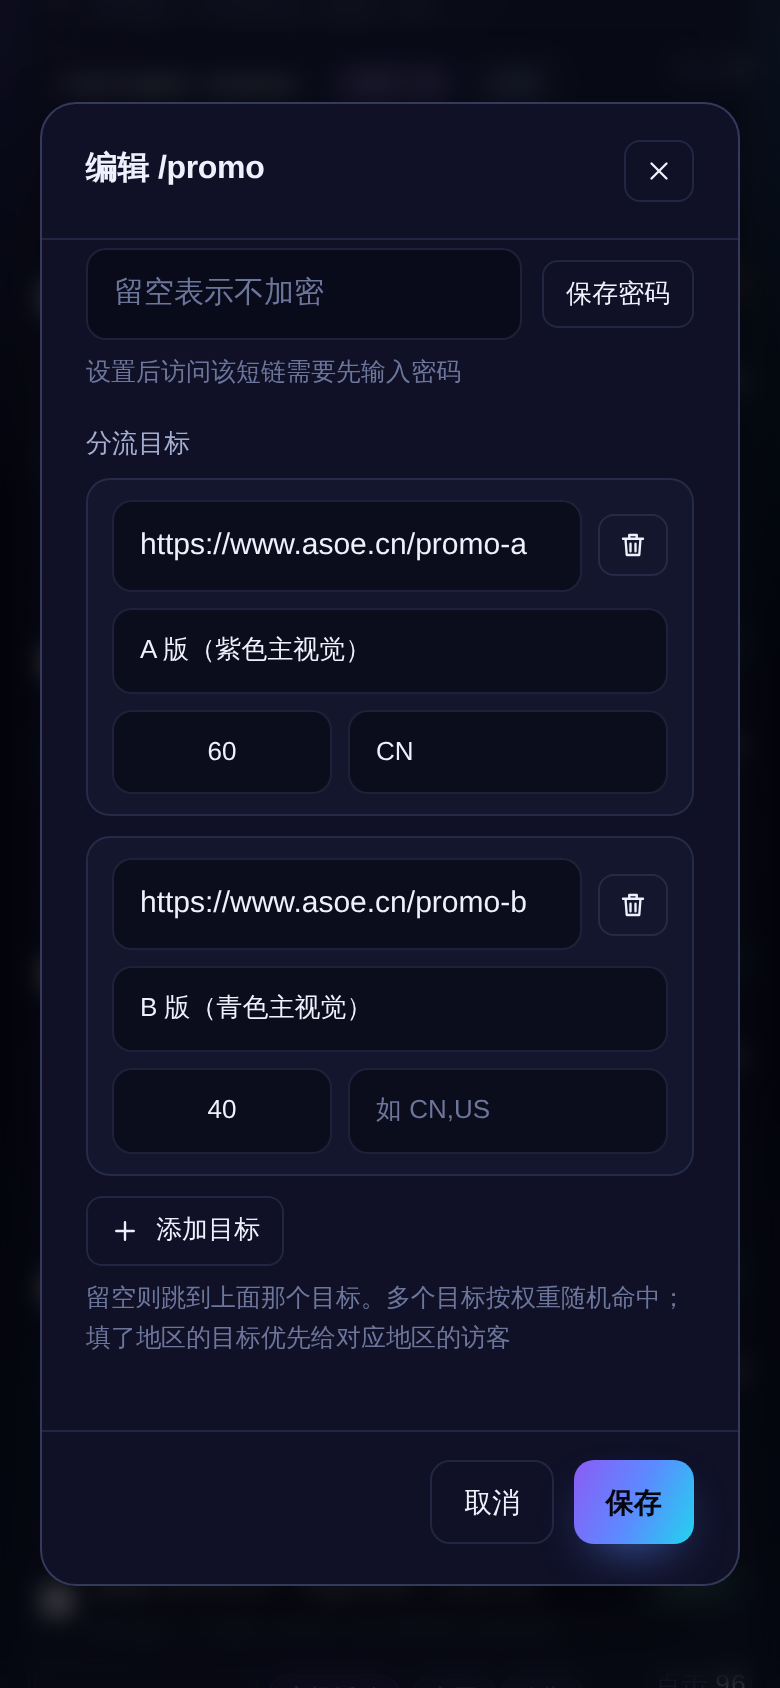 编辑 /promo
留空表示不加密
保存密码
设置后访问该短链需要先输入密码
分流目标
https://www.asoe.cn/promo-a
A 版（紫色主视觉）
60
CN
https://www.asoe.cn/promo-b
B 版（青色主视觉）
40
如 CN,US
添加目标
留空则跳到上面那个目标。多个目标按权重随机命中；
填了地区的目标优先给对应地区的访客
取消
保存
点击 96